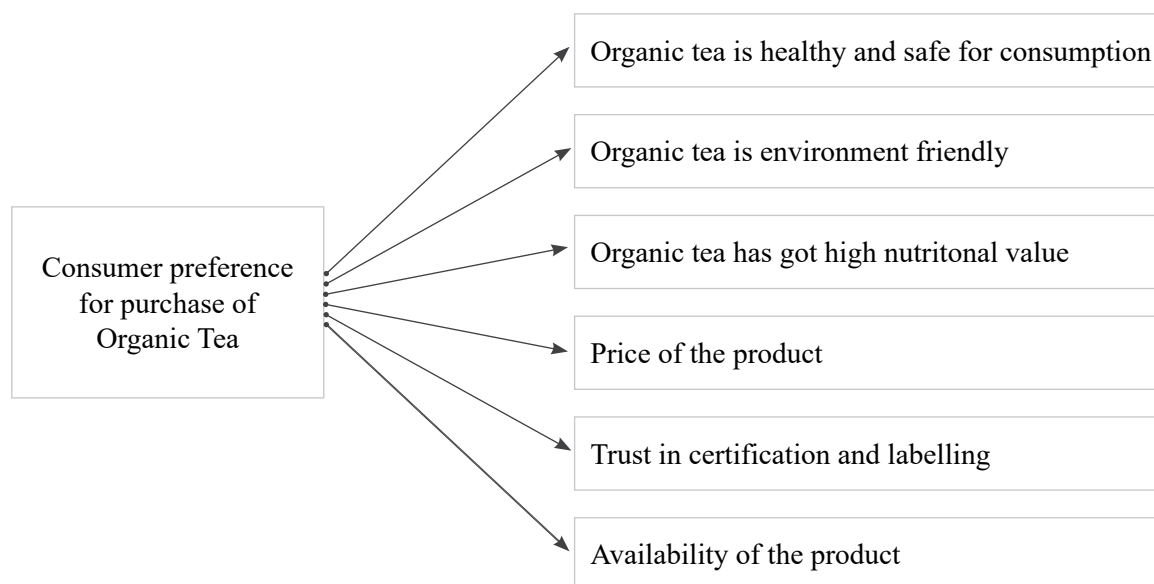 Organic tea is healthy and safe for consumption
Organic tea is environment friendly
Organic tea has got high nutritonal value
Consumer preference
for purchase of
Organic Tea
Price of the product
Trust in certification and labelling
Availability of the product